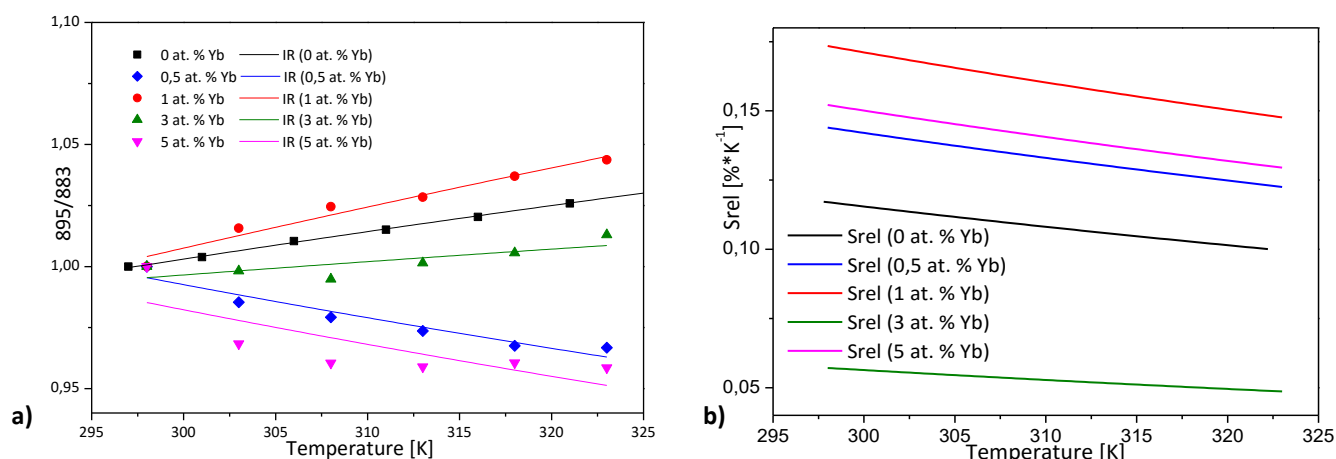 1,10
1,05
1,00
0,95
895/883
0 at. % Yb IR (0 at. % Yb)
0,5 at. % Yb IR (0,5 at. % Yb)
1 at. % Yb IR (1 at. % Yb)
3 at. % Yb IR (3 at. % Yb)
5 at. % Yb IR (5 at. % Yb)
295 300 305 310 315 320 325
Temperature [K]
a)
0,15
0,10
0,05
Srel [%*K-1]
Srel (0 at. % Yb)
Srel (0,5 at. % Yb)
Srel (1 at. % Yb)
Srel (3 at. % Yb)
Srel (5 at. % Yb)
295 300 305 310 315 320 325
Temperature [K]
b)